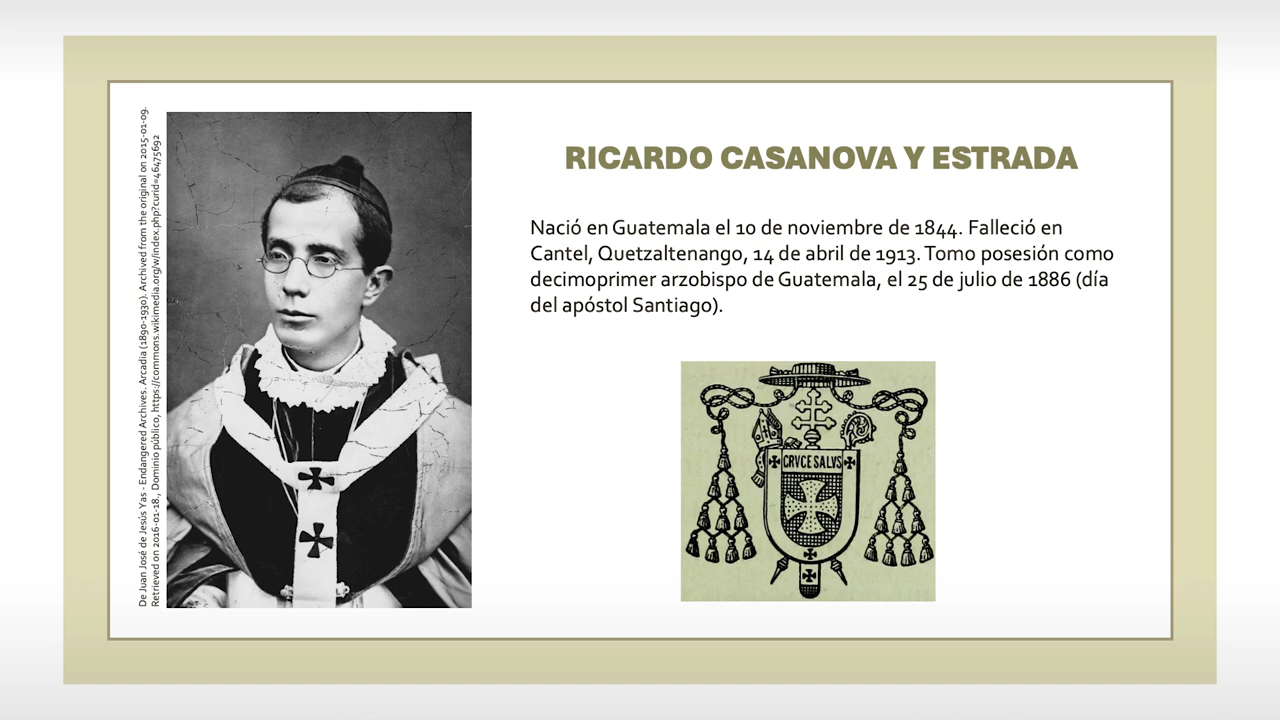 De Juan José de Jesús Yas - Endangered Archives. Arcadia (1890-1930). Archived from the original on 2015-01-09.
Retrieved on 2016-01-18., Dominio público, https://commons.wikimedia.org/w/index.php?curid=46475692
RICARDO CASANOVA Y ESTRADA
Nació en Guatemala el 10 de noviembre de 1844. Falleció en
Cantel, Quetzaltenango, 14 de abril de 1913. Tomo posesión como
decimoprimer arzobispo de Guatemala, el 25 de julio de 1886 (día
del apóstol Santiago).
CRVCE SALVS